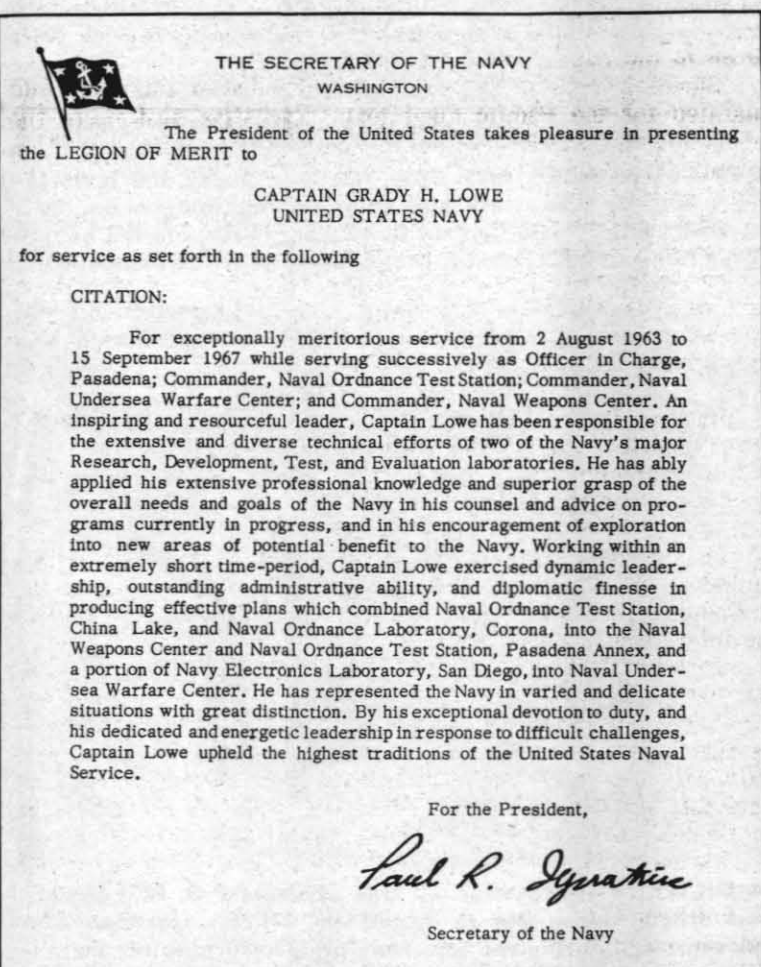 THE SECRETARY OF THE NAVY
WASHINGTON
The President of the United States takes pleasure in presenting
the LEGION OF MERIT to
CAPTAIN GRADY H. LOWE
UNITED STATES NAVY
for service as set forth in the following
CITATION:
For exceptionally meritorious service from 2 August 1963 to
15 September 1967 while serving successively as Officer in Charge,
Pasadena; Commander, Naval Ordnance Test Station; Commander, Naval
Undersea Warfare Center; and Commander, Naval Weapons Center. An
inspiring and resourceful leader, Captain Lowe has been responsible for
the extensive and diverse technical efforts of two of the Navy's major
Research, Development, Test, and Evaluation laboratories. He has ably
applied his extensive professional knowledge and superior grasp of the
overall needs and goals of the Navy in his counsel and advice on pro-
grams currently in progress, and in his encouragement of exploration
into new areas of potential benefit to the Navy. Working within an
extremely short time-period, Captain Lowe exercised dynamic leader-
ship, outstanding administrative ability, and diplomatic finesse in
producing effective plans which combined Naval Ordnance Test Station,
China Lake, and Naval Ordnance Laboratory, Corona, into the Naval
Weapons Center and Naval Ordnance Test Station, Pasadena Annex, and
a portion of Navy Electronics Laboratory, San Diego, into Naval Under-
sea Warfare Center. He has represented the Navy in varied and delicate
situations with great distinction. By his exceptional devotion to duty, and
his dedicated and energetic leadership in response to difficult challenges,
Captain Lowe upheld the highest traditions of the United States Naval
Service.
For the President,
Paul R. Ignatius
Secretary of the Navy